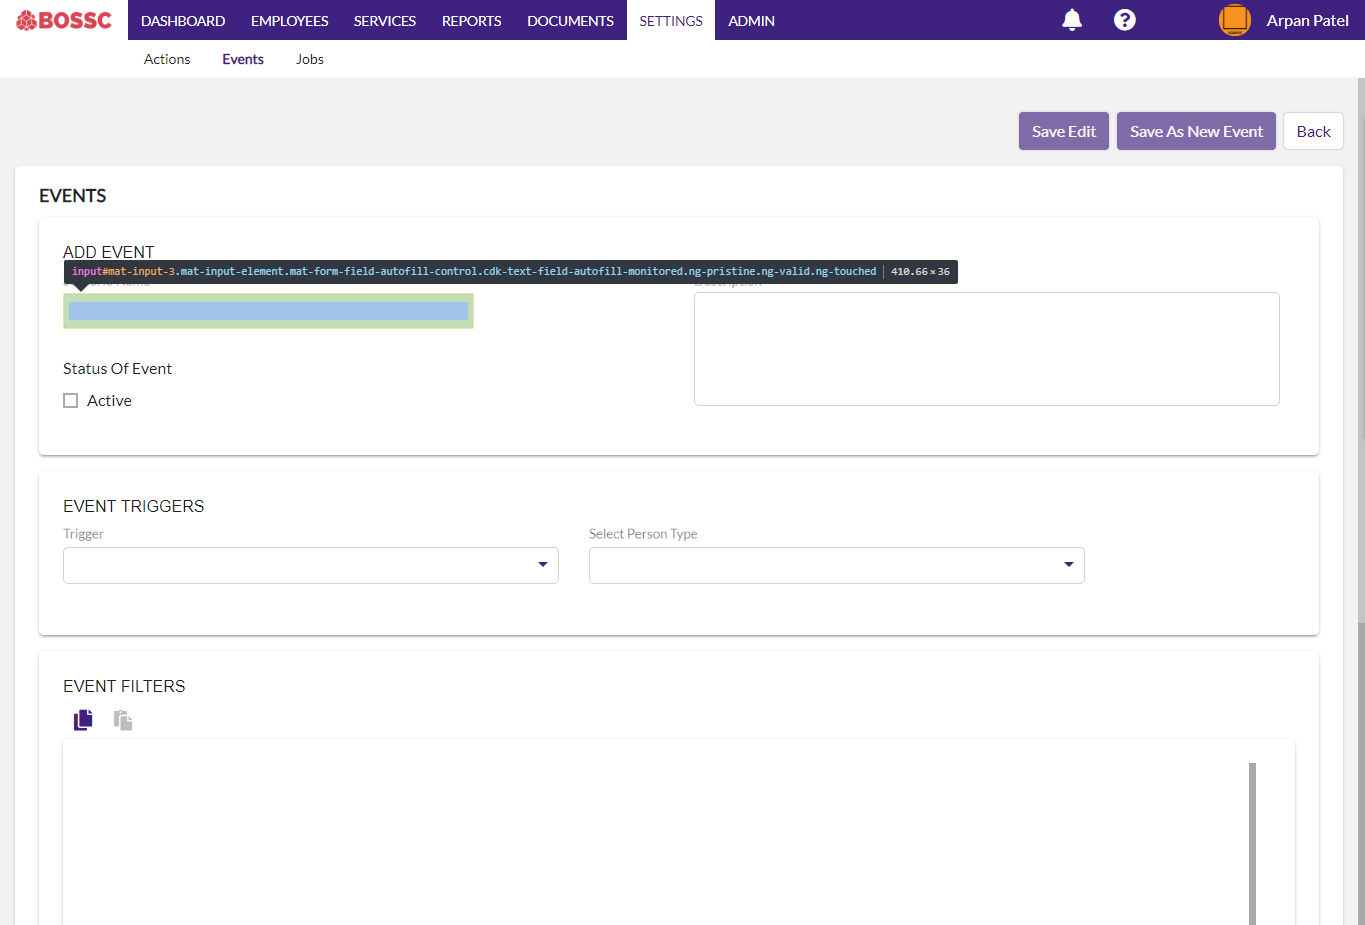 BOSSC DASHBOARD EMPLOYEES SERVICES REPORTS DOCUMENTS SETTINGS ADMIN Arpan Patel
Actions Events Jobs
Save Edit Save As New Event Back
EVENTS
ADD EVENT
input#mat-input-3.mat-input-element.mat-form-field-autofill-control.cdk-text-field-autofill-monitored.ng-pristine.ng-valid.ng-touched 410.66×36
Description
Status Of Event
Active
EVENT TRIGGERS
Trigger Select Person Type
EVENT FILTERS